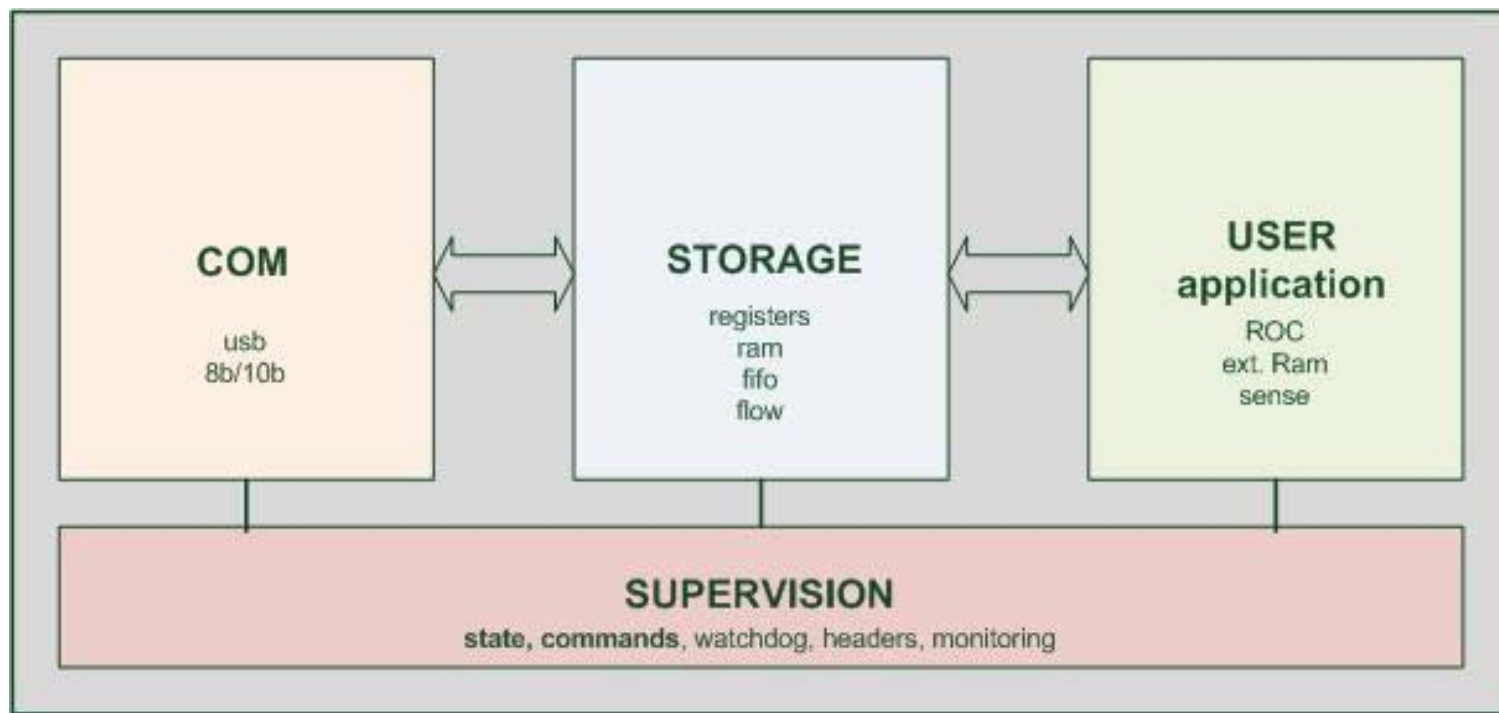 COM
usb
8b/10b
STORAGE
registers
ram
fifo
flow
USER
application
ROC
ext. Ram
sense
SUPERVISION
state, commands, watchdog, headers, monitoring